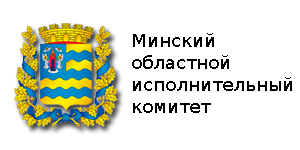 Минский
областной
исполнительный
комитет